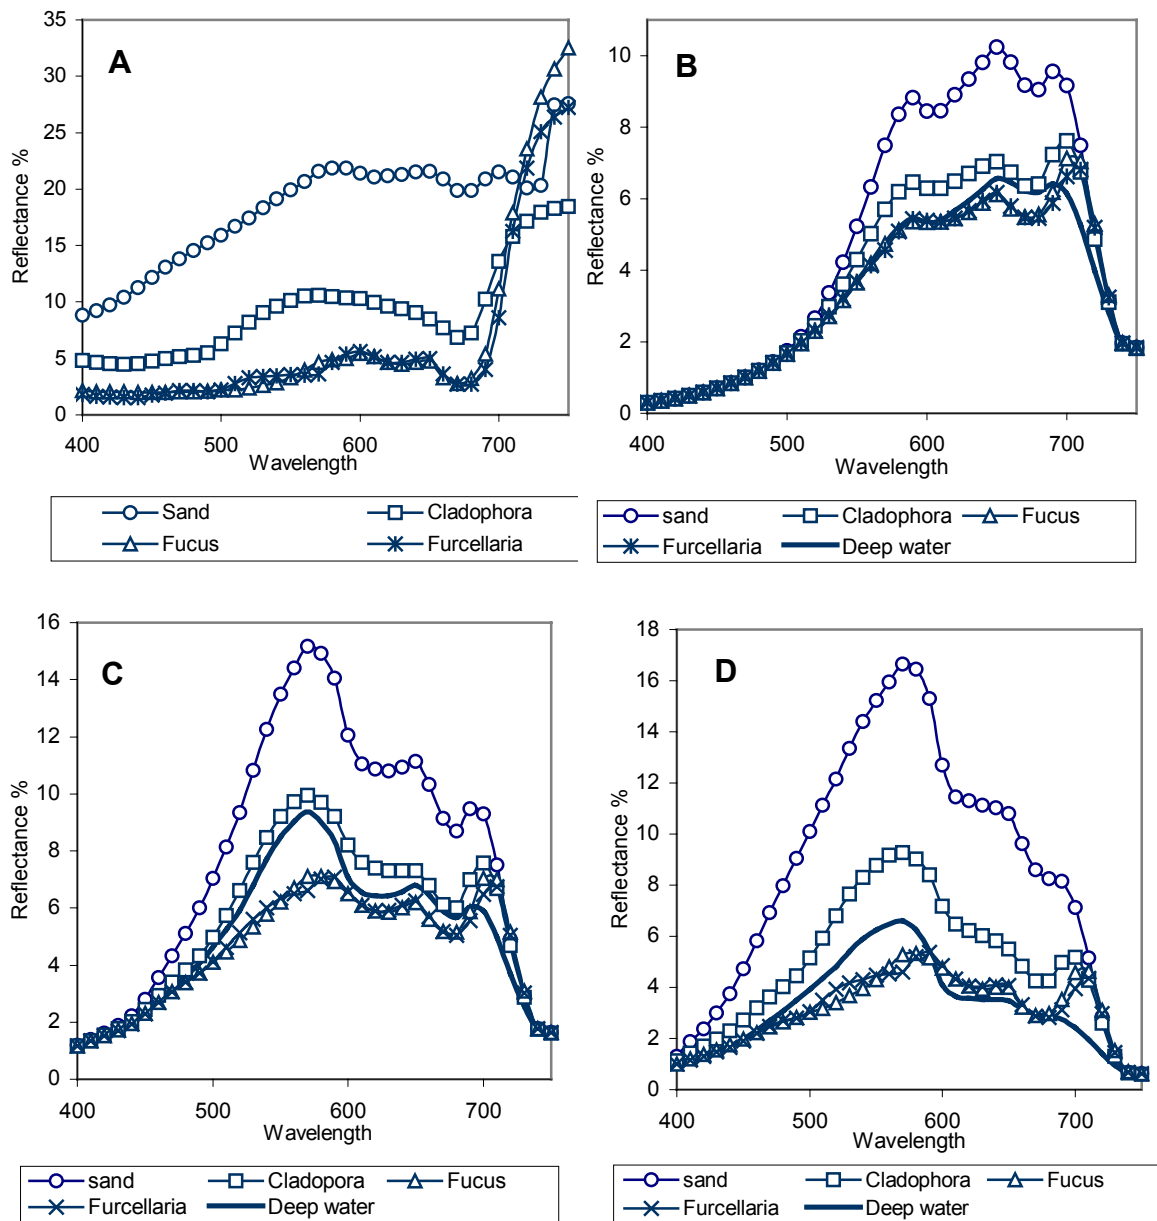 A
Reflectance %
35
30
25
20
15
10
5
0
400 500 600 700
Wavelength
Sand Cladophora
Fucus Furcellaria
B
Reflectance %
10
8
6
4
2
0
400 500 600 700
Wavelength
sand Cladophora Fucus
Furcellaria Deep water
C
Reflectance %
16
14
12
10
8
6
4
2
0
400 500 600 700
Wavelength
sand Cladopora Fucus
Furcellaria Deep water
D
Reflectance %
18
16
14
12
10
8
6
4
2
0
400 500 600 700
Wavelength
sand Cladophora Fucus
Furcellaria Deep water